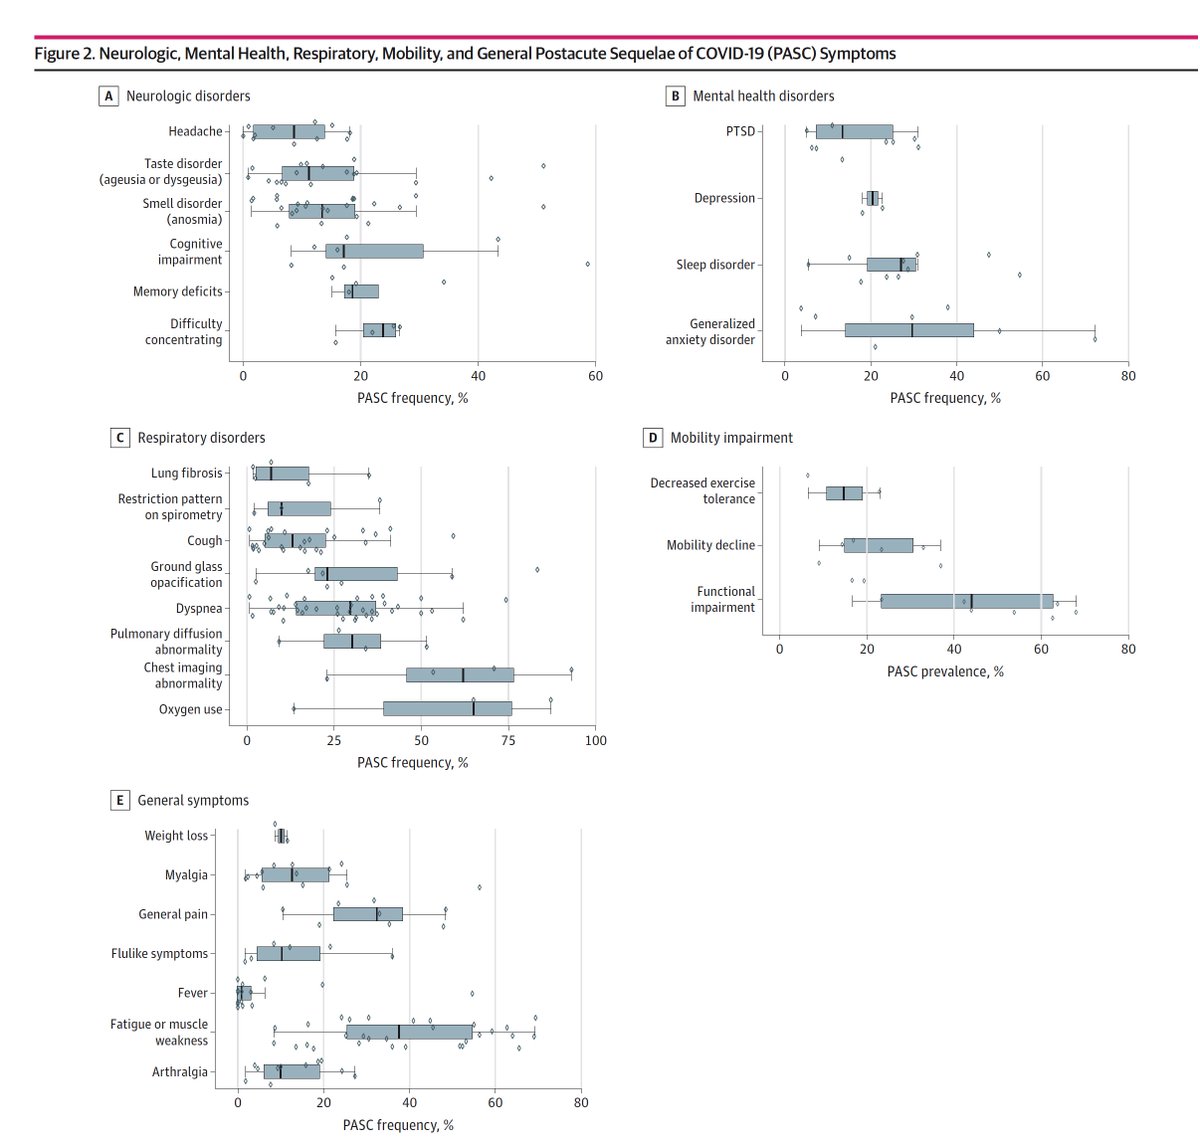 Figure 2. Neurologic, Mental Health, Respiratory, Mobility, and General Postacute Sequelae of COVID-19 (PASC) Symptoms
A Neurologic disorders
Headache
Taste disorder
(ageusia or dysgeusia)
Smell disorder
(anosmia)
Cognitive
impairment
Memory deficits
Difficulty
concentrating
0 20 40 60
PASC frequency, %
B Mental health disorders
PTSD
Depression
Sleep disorder
Generalized
anxiety disorder
0 20 40 60 80
PASC frequency, %
C Respiratory disorders
Lung fibrosis
Restriction pattern
on spirometry
Cough
Ground glass
opacification
Dyspnea
Pulmonary diffusion
abnormality
Chest imaging
abnormality
Oxygen use
0 25 50 75 100
PASC frequency, %
D Mobility impairment
Decreased exercise
tolerance
Mobility decline
Functional
impairment
0 20 40 60 80
PASC prevalence, %
E General symptoms
Weight loss
Myalgia
General pain
Flulike symptoms
Fever
Fatigue or muscle
weakness
Arthralgia
0 20 40 60 80
PASC frequency, %